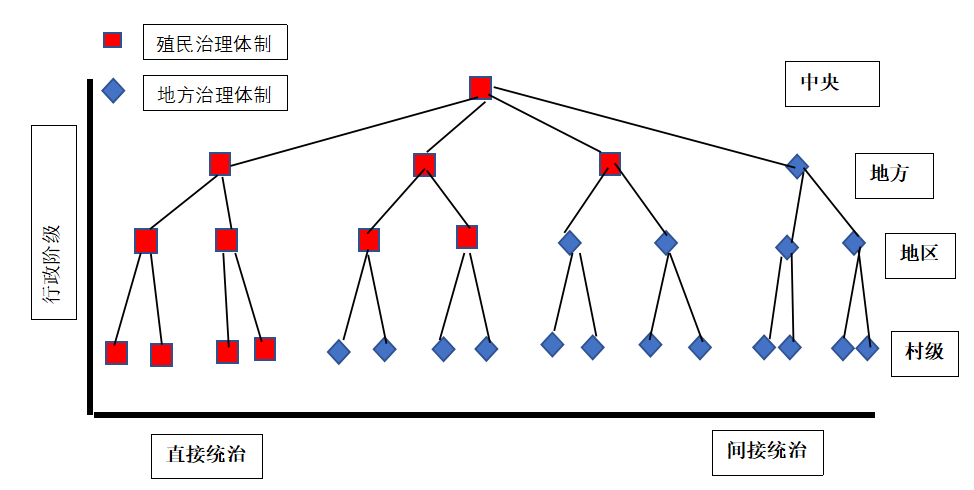 殖民治理体制
地方治理体制
中央
地方
地区
村级
行政阶级
直接统治
间接统治